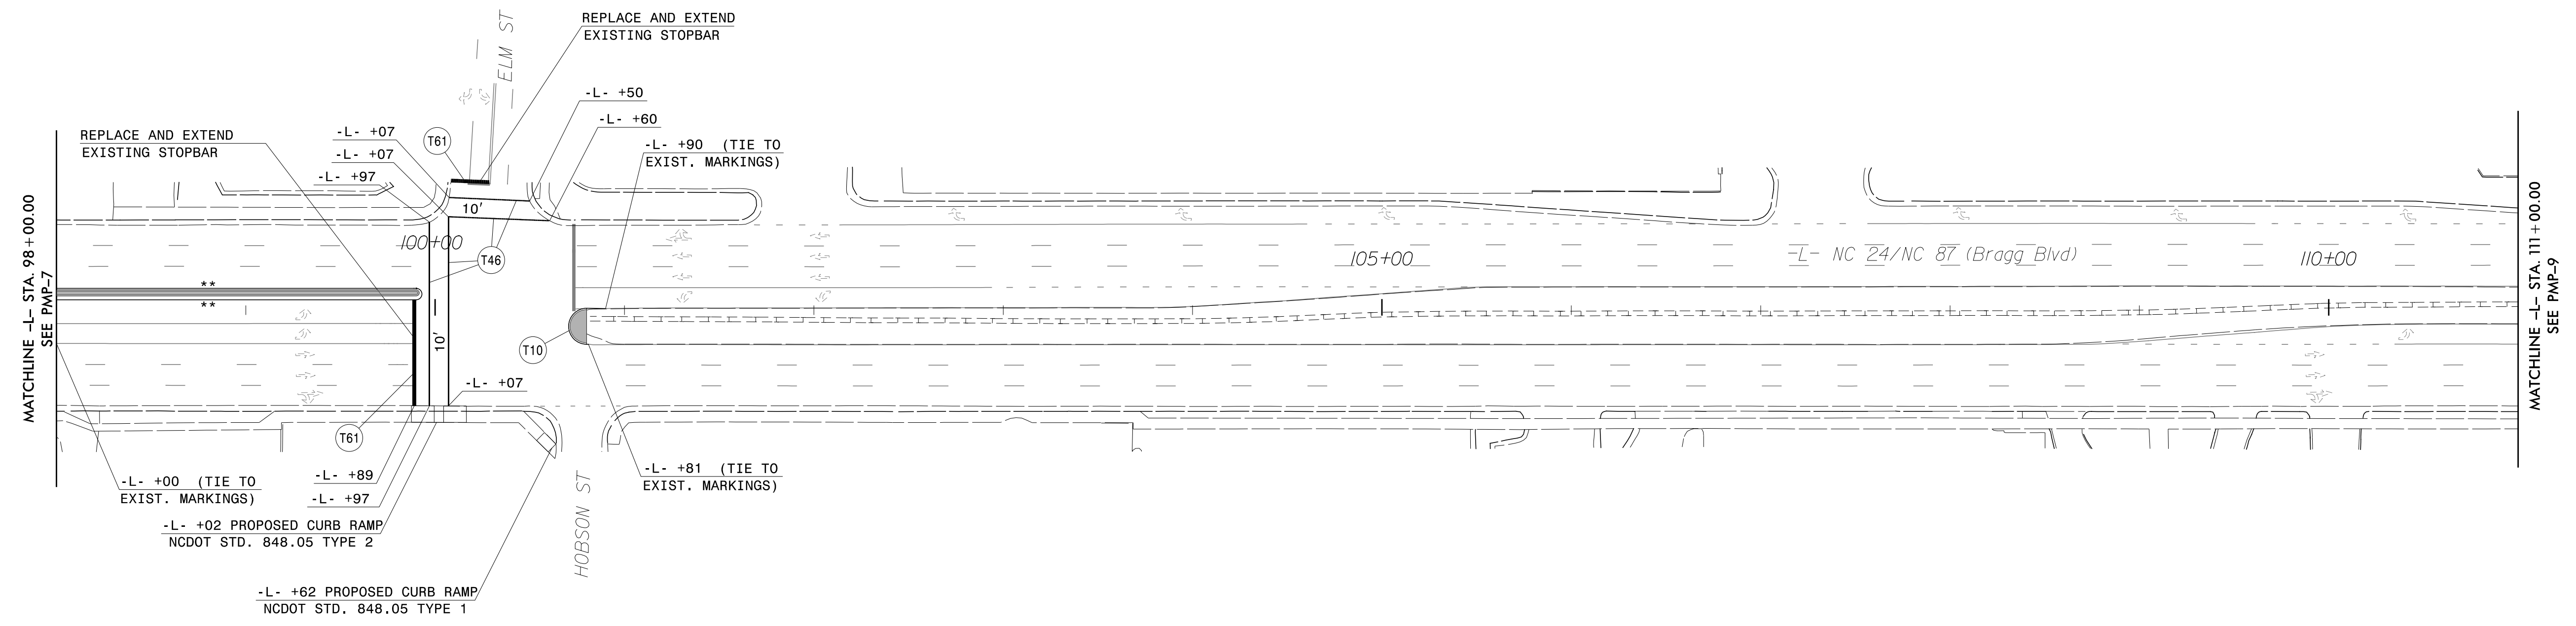 REPLACE AND EXTEND
EXISTING STOPBAR
ELM ST
-L- +50
-L- +60
REPLACE AND EXTEND
EXISTING STOPBAR
-L- +07
-L- +07
-L- +97
T61
-L- +90 (TIE TO
EXIST. MARKINGS)
10'
100+00
T46
105+00
-L- NC 24/NC 87 (Bragg Blvd)
110+00
MATCHLINE -L- STA. 98+00.00
SEE PMP-7
MATCHLINE -L- STA. 111+00.00
SEE PMP-9
**
**
10'
T10
-L- +07
T61
-L- +00 (TIE TO
EXIST. MARKINGS)
-L- +89
-L- +97
-L- +02 PROPOSED CURB RAMP
NCDOT STD. 848.05 TYPE 2
-L- +81 (TIE TO
EXIST. MARKINGS)
HOBSON ST
-L- +62 PROPOSED CURB RAMP
NCDOT STD. 848.05 TYPE 1